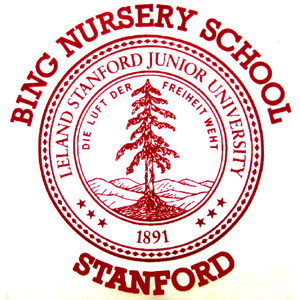 BING NURSERY SCHOOL
LELAND STANFORD JUNIOR UNIVERSITY
DIE LUFT DER FREIHEIT WEHT
1891
STANFORD